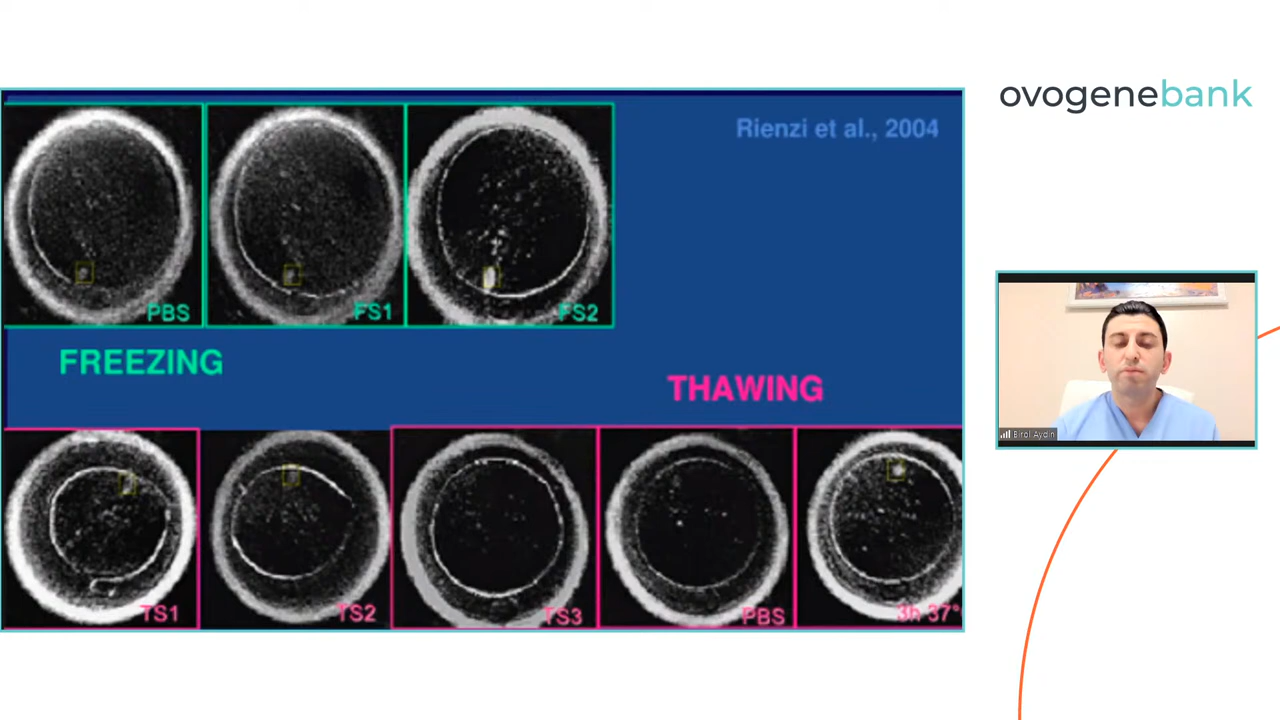 ovogenebank
Rienzi et al., 2004
PBS
FS1
FS2
FREEZING
THAWING
Birol Aydin
TS1
TS2
TS3
PBS
3h 37°